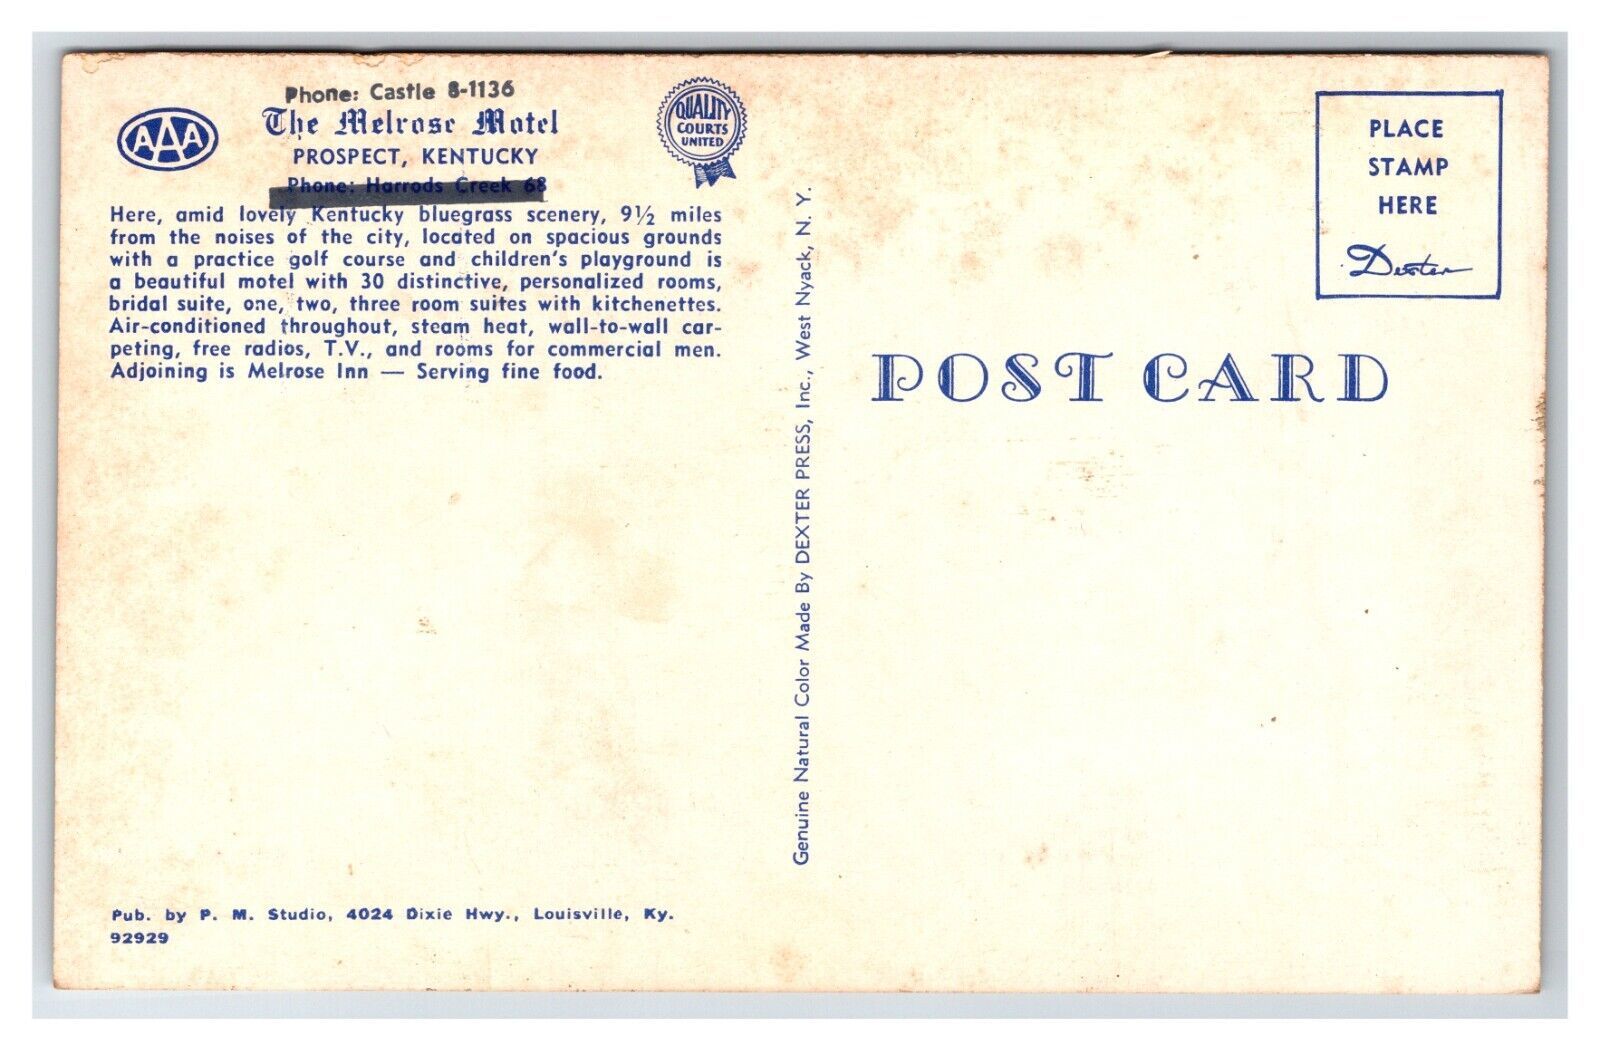 Phone: Castle 8-1136
AAA
The Melrose Motel
QUALITY
COURTS
UNITED
PROSPECT, KENTUCKY
Phone: Harrods Creek 68
Here, amid lovely Kentucky bluegrass scenery, 9½ miles
from the noises of the city, located on spacious grounds
with a practice golf course and children's playground is
a beautiful motel with 30 distinctive, personalized rooms,
bridal suite, one, two, three room suites with kitchenettes.
Air-conditioned throughout, steam heat, wall-to-wall car-
peting, free radios, T.V., and rooms for commercial men.
Adjoining is Melrose Inn — Serving fine food.
Pub. by P. M. Studio, 4024 Dixie Hwy., Louisville, Ky.
92929
Genuine Natural Color Made By DEXTER PRESS, Inc., West Nyack, N. Y.
PLACE
STAMP
HERE
Dexter
POST CARD